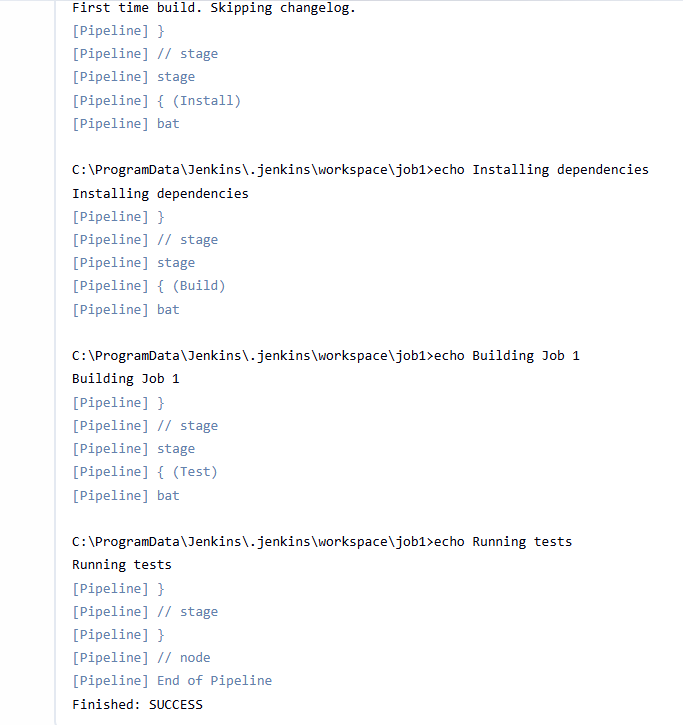 First time build. Skipping changelog.
[Pipeline] }
[Pipeline] // stage
[Pipeline] stage
[Pipeline] { (Install)
[Pipeline] bat
C:\ProgramData\Jenkins\.jenkins\workspace\job1>echo Installing dependencies
Installing dependencies
[Pipeline] }
[Pipeline] // stage
[Pipeline] stage
[Pipeline] { (Build)
[Pipeline] bat
C:\ProgramData\Jenkins\.jenkins\workspace\job1>echo Building Job 1
Building Job 1
[Pipeline] }
[Pipeline] // stage
[Pipeline] stage
[Pipeline] { (Test)
[Pipeline] bat
C:\ProgramData\Jenkins\.jenkins\workspace\job1>echo Running tests
Running tests
[Pipeline] }
[Pipeline] // stage
[Pipeline] }
[Pipeline] // node
[Pipeline] End of Pipeline
Finished: SUCCESS